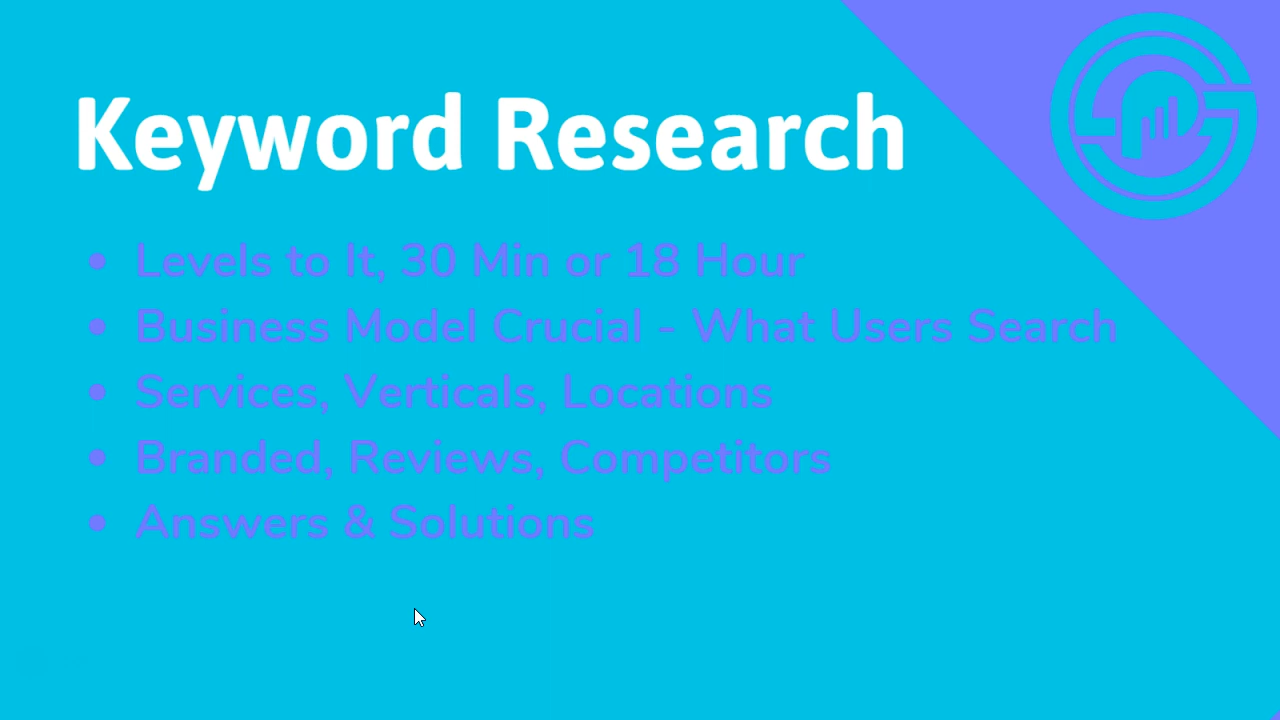 Keyword Research
• Levels to It, 30 Min or 18 Hour
• Business Model Crucial - What Users Search
• Services, Verticals, Locations
• Branded, Reviews, Competitors
• Answers & Solutions